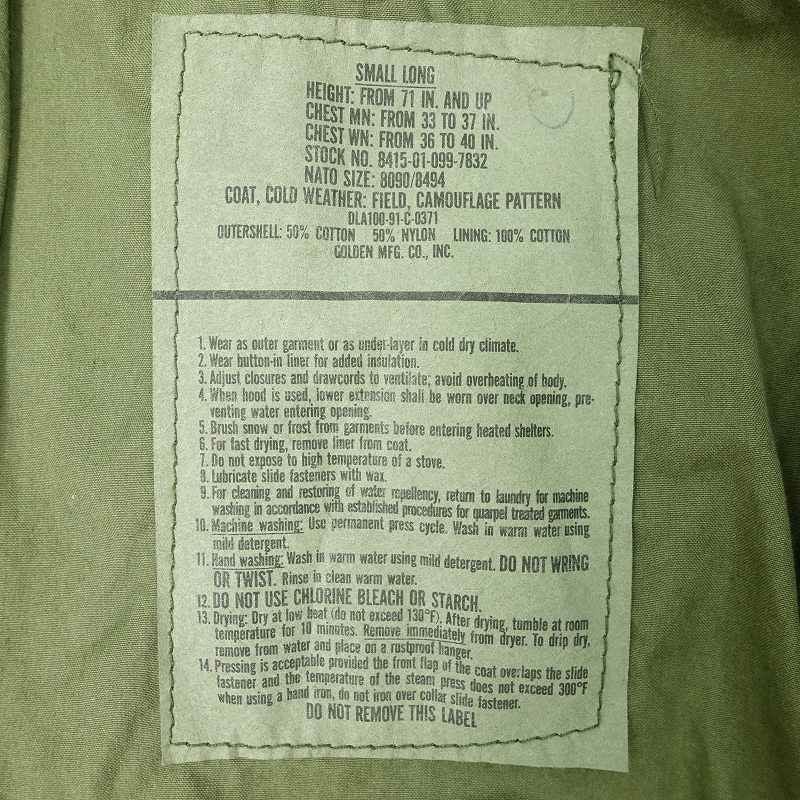 SMALL LONG
HEIGHT: FROM 71 IN. AND UP
CHEST MN: FROM 33 TO 37 IN.
CHEST WN: FROM 36 TO 40 IN.
STOCK NO. 8415-01-099-7832
NATO SIZE: 8090/8494
COAT, COLD WEATHER: FIELD, CAMOUFLAGE PATTERN
DLA100-91-C-0371
OUTERSHELL: 50% COTTON 50% NYLON LINING: 100% COTTON
GOLDEN MFG. CO., INC.
1. Wear as outer garment or as under-layer in cold dry climate.
2. Wear button-in liner for added insulation.
3. Adjust closures and drawcords to ventilate; avoid overheating of body.
4. When hood is used, lower extension shall be worn over neck opening, pre-
venting water entering opening.
5. Brush snow or frost from garments before entering heated shelters.
6. For fast drying, remove liner from coat.
7. Do not expose to high temperature of a stove.
8. Lubricate slide fasteners with wax.
9. For cleaning and restoring of water repellency, return to laundry for machine
washing in accordance with established procedures for quarpel treated garments.
10. Machine washing: Use permanent press cycle. Wash in warm water using
mild detergent.
11. Hand washing: Wash in warm water using mild detergent. DO NOT WRING
OR TWIST. Rinse in clean warm water.
12. DO NOT USE CHLORINE BLEACH OR STARCH.
13. Drying: Dry at low heat (do not exceed 130°F). After drying, tumble at room
temperature for 10 minutes. Remove immediately from dryer. To drip dry,
remove from water and place on a rustproof hanger.
14. Pressing is acceptable provided the front flap of the coat overlaps the slide
fastener and the temperature of the steam press does not exceed 300°F
when using a hand iron, do not iron over collar slide fastener.
DO NOT REMOVE THIS LABEL